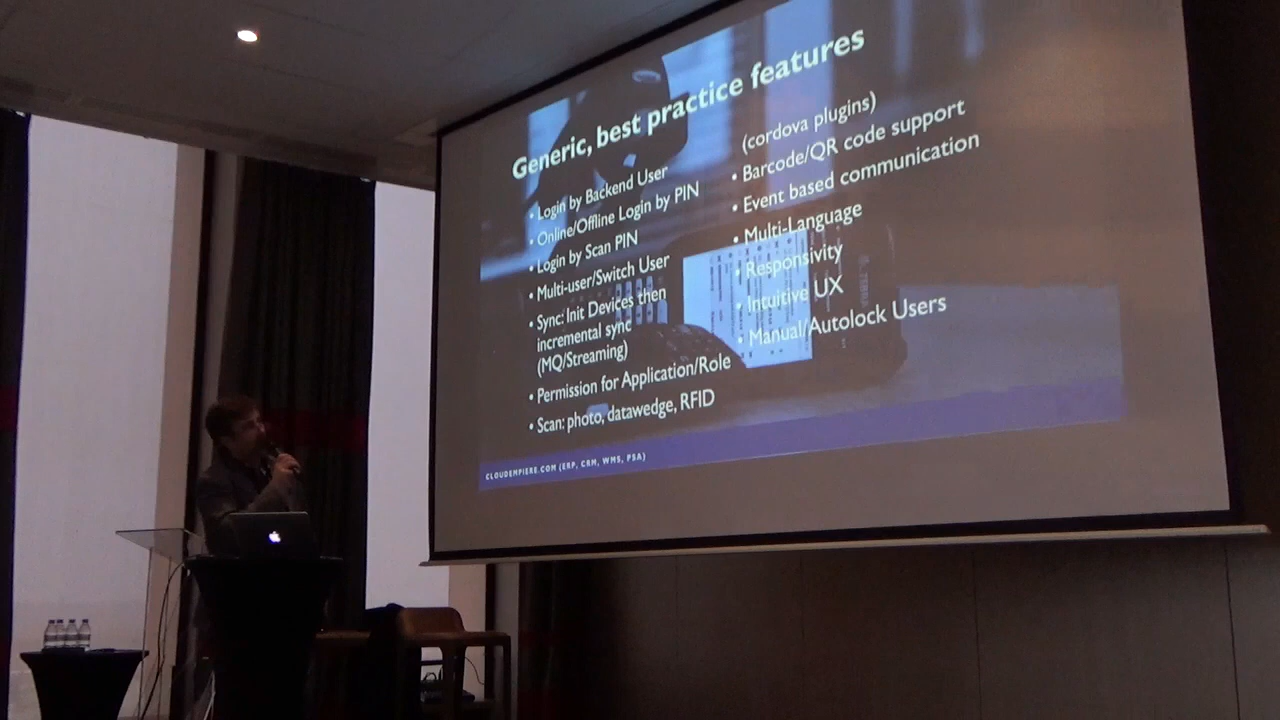 Generic, best practice features
• Login by Backend User
• Online/Offline Login by PIN
• Login by Scan PIN
• Multi-user/Switch User
• Sync: Init Devices then
incremental sync
(MQ/Streaming)
• Permission for Application/Role
• Scan: photo, datawedge, RFID
(cordova plugins)
• Barcode/QR code support
• Event based communication
• Multi-Language
• Responsivity
• Intuitive UX
• Manual/Autolock Users
CLOUDEMPIERE.COM (ERP, CRM, WMS, PSA)